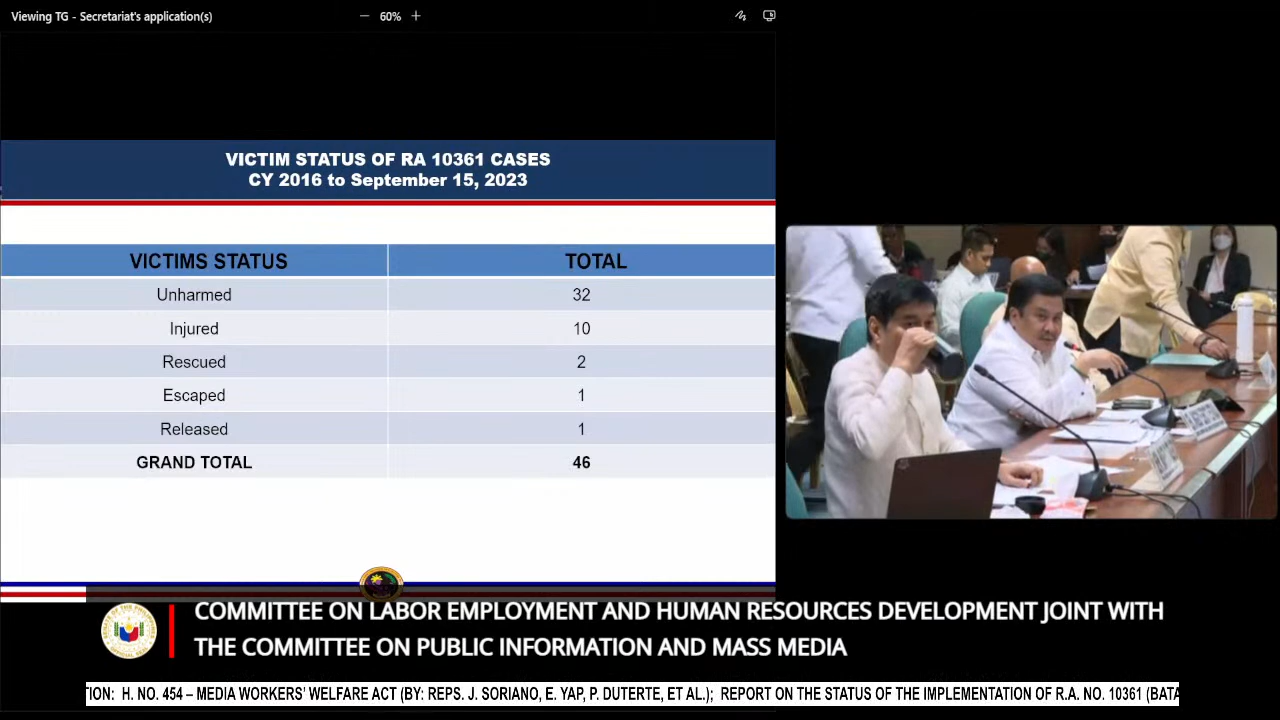 Viewing TG - Secretariat's application(s)
60%
VICTIM STATUS OF RA 10361 CASES
CY 2016 to September 15, 2023
VICTIMS STATUS TOTAL
Unharmed 32
Injured 10
Rescued 2
Escaped 1
Released 1
GRAND TOTAL 46
COMMITTEE ON LABOR EMPLOYMENT AND HUMAN RESOURCES DEVELOPMENT JOINT WITH
THE COMMITTEE ON PUBLIC INFORMATION AND MASS MEDIA
TION: H. NO. 454 – MEDIA WORKERS' WELFARE ACT (BY: REPS. J. SORIANO, E. YAP, P. DUTERTE, ET AL.); REPORT ON THE STATUS OF THE IMPLEMENTATION OF R.A. NO. 10361 (BATA